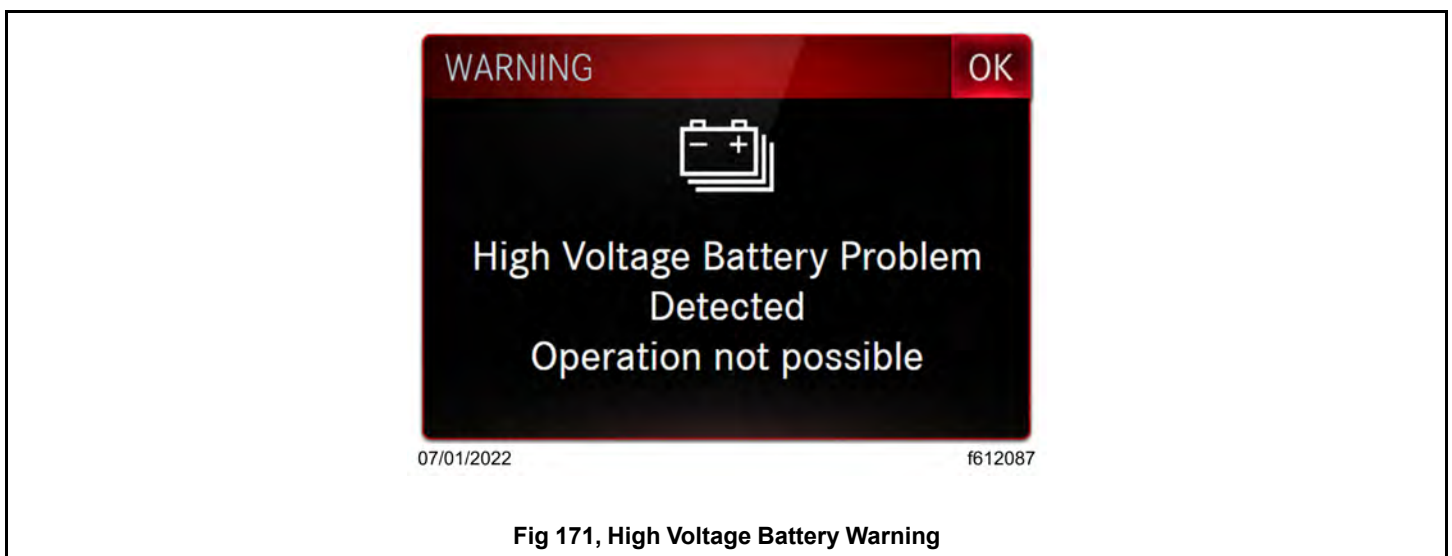 WARNING OK
High Voltage Battery Problem
Detected
Operation not possible
07/01/2022 f612087
Fig 171, High Voltage Battery Warning